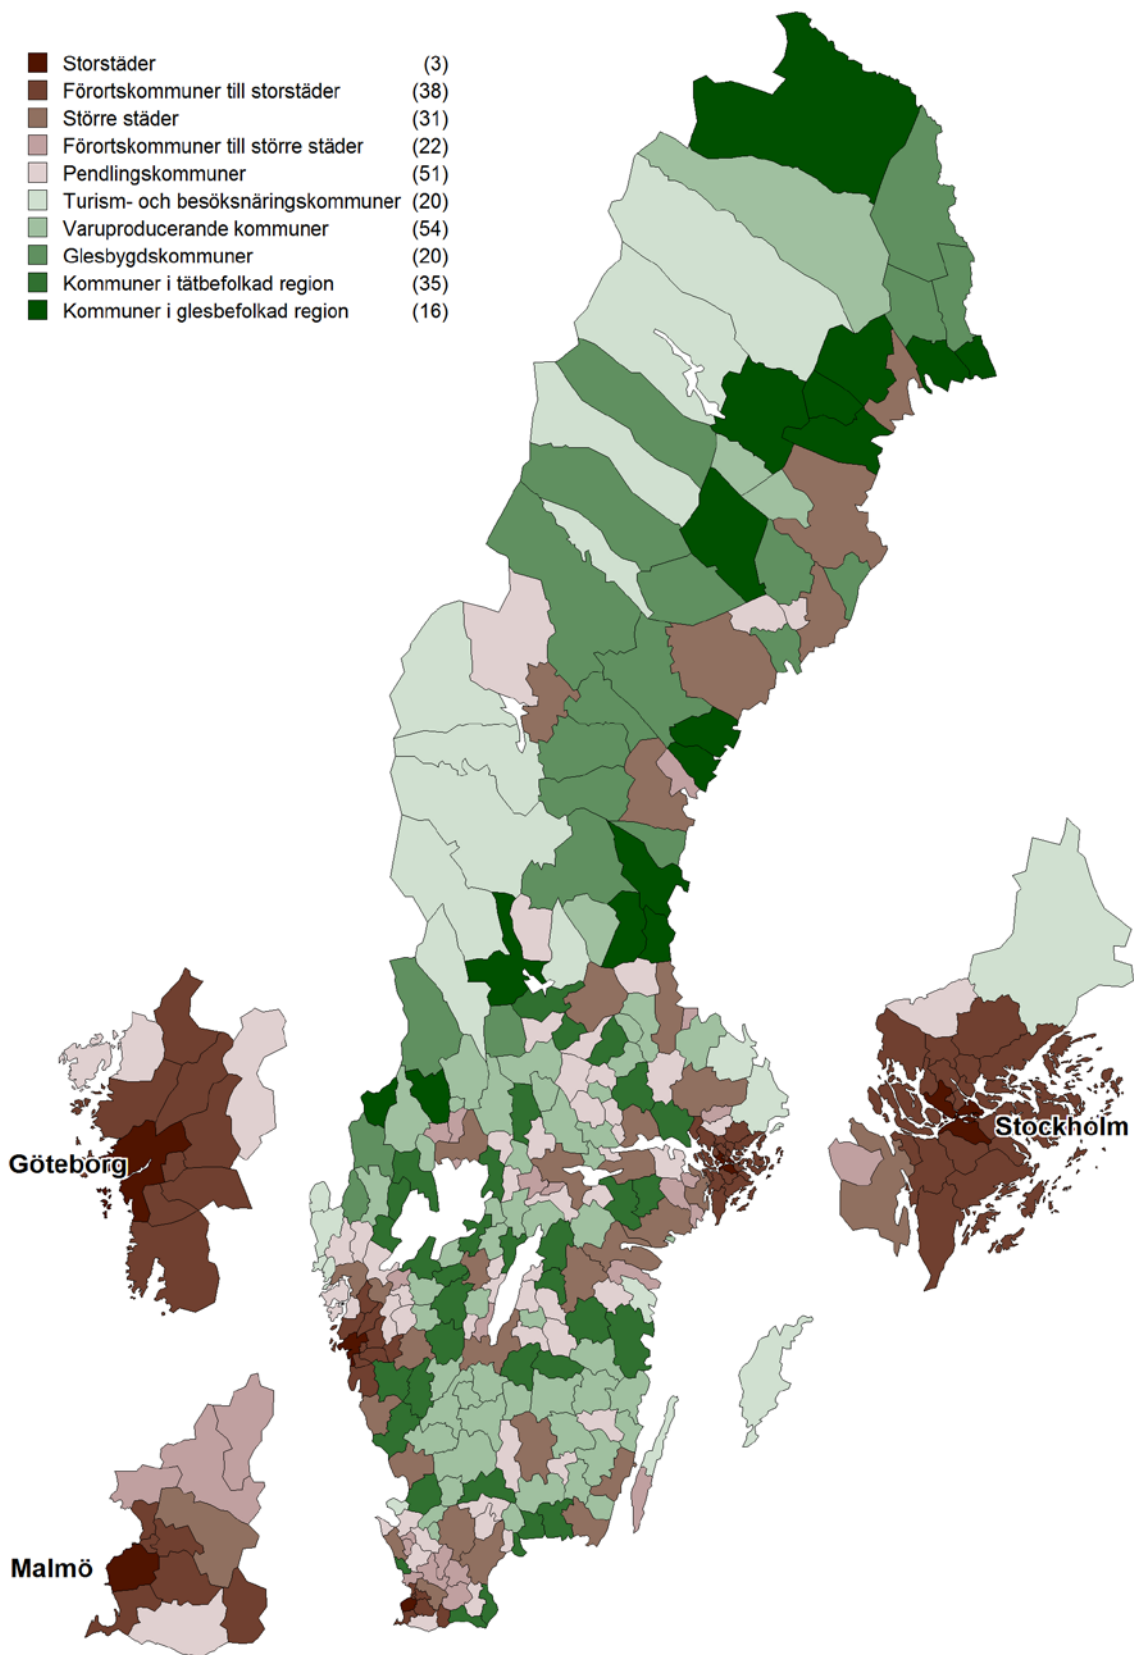 Storstäder (3)
Förortskommuner till storstäder (38)
Större städer (31)
Förortskommuner till större städer (22)
Pendlingskommuner (51)
Turism- och besöksnäringskommuner (20)
Varuproducerande kommuner (54)
Glesbygdskommuner (20)
Kommuner i tätbefolkad region (35)
Kommuner i glesbefolkad region (16)
Stockholm
Göteborg
Malmö